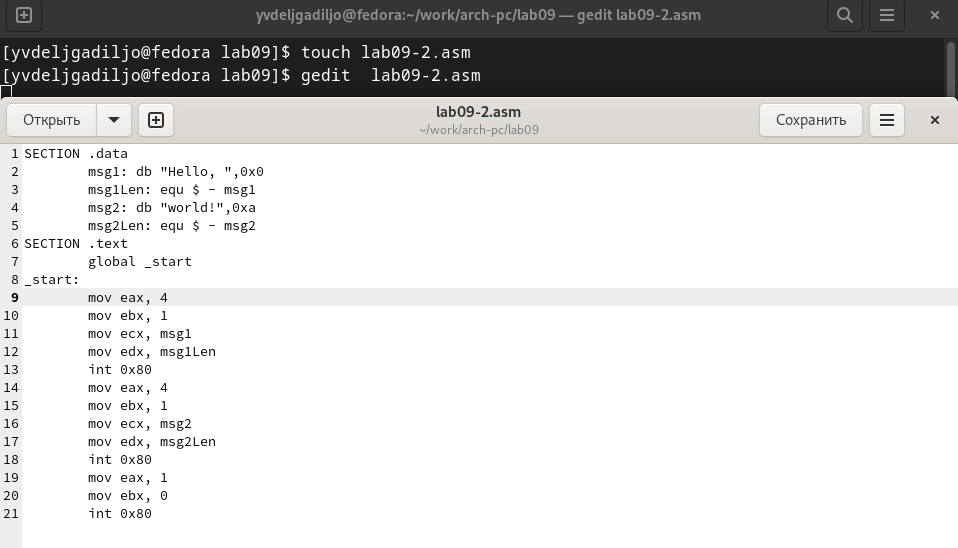 yvdeljgadiljo@fedora:~/work/arch-pc/lab09 — gedit lab09-2.asm
[yvdeljgadiljo@fedora lab09]$ touch lab09-2.asm
[yvdeljgadiljo@fedora lab09]$ gedit  lab09-2.asm
Открыть
lab09-2.asm
~/work/arch-pc/lab09
Сохранить
1 SECTION .data
2         msg1: db "Hello, ",0x0
3         msg1Len: equ $ - msg1
4         msg2: db "world!",0xa
5         msg2Len: equ $ - msg2
6 SECTION .text
7         global _start
8 _start:
9         mov eax, 4
10         mov ebx, 1
11         mov ecx, msg1
12         mov edx, msg1Len
13         int 0x80
14         mov eax, 4
15         mov ebx, 1
16         mov ecx, msg2
17         mov edx, msg2Len
18         int 0x80
19         mov eax, 1
20         mov ebx, 0
21         int 0x80